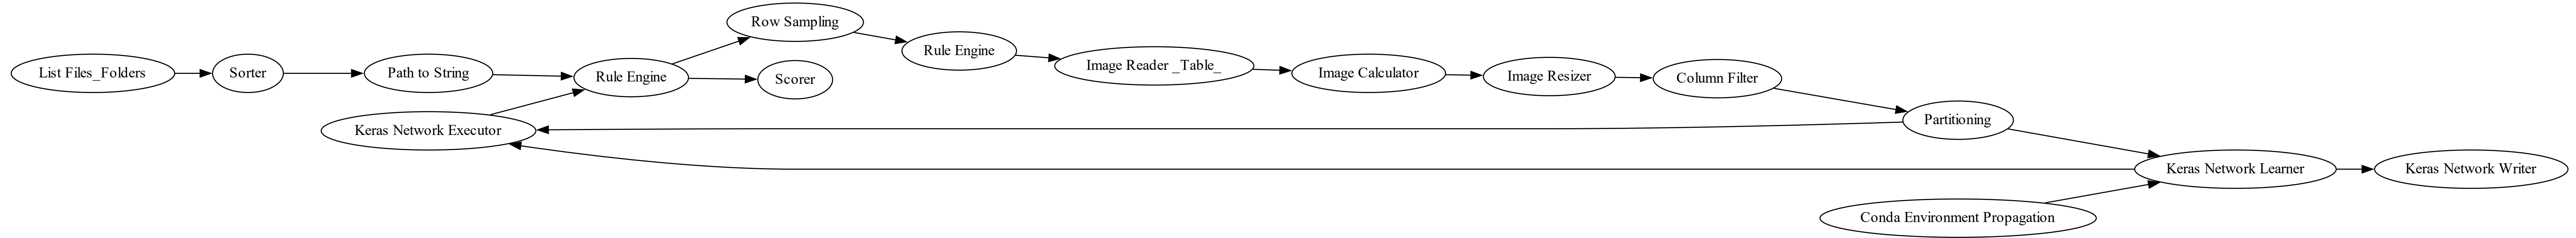 List Files_Folders
Sorter
Path to String
Keras Network Executor
Rule Engine
Row Sampling
Scorer
Rule Engine
Image Reader _Table_
Image Calculator
Image Resizer
Column Filter
Partitioning
Conda Environment Propagation
Keras Network Learner
Keras Network Writer